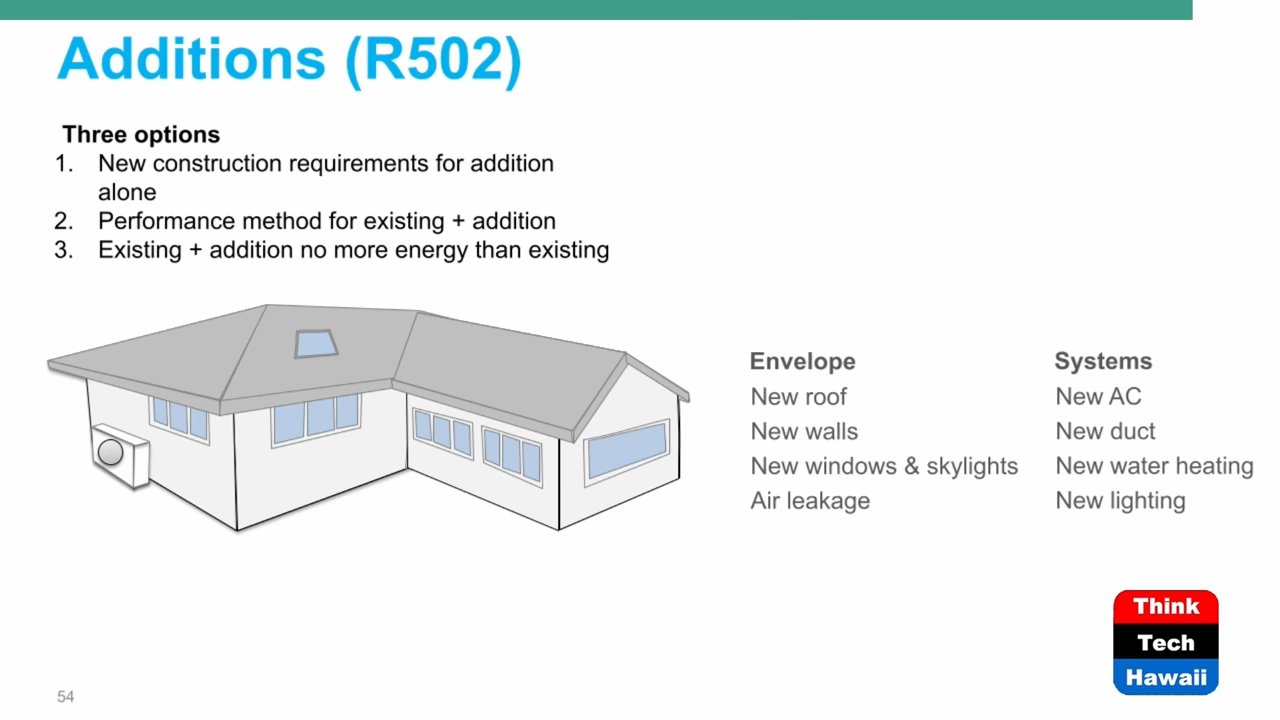 Additions (R502)
Three options
1. New construction requirements for addition
alone
2. Performance method for existing + addition
3. Existing + addition no more energy than existing
Envelope
New roof
New walls
New windows & skylights
Air leakage
Systems
New AC
New duct
New water heating
New lighting
Think
Tech
Hawaii
54